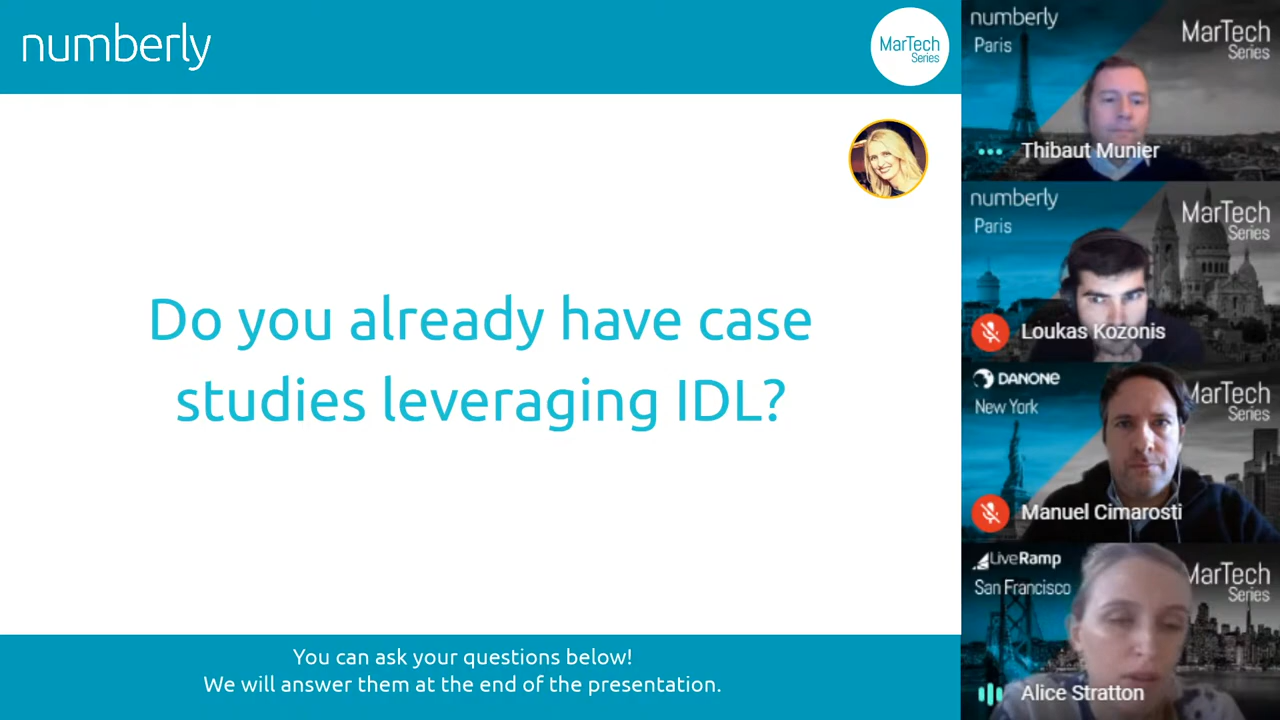 numberly
MarTech
Series
Do you already have case
studies leveraging IDL?
You can ask your questions below!
We will answer them at the end of the presentation.
numberly
Paris
MarTech
Series
Thibaut Munier
numberly
Paris
MarTech
Series
Loukas Kozonis
DANONE
New York
MarTech
Series
Manuel Cimarosti
LiveRamp
San Francisco
MarTech
Series
Alice Stratton